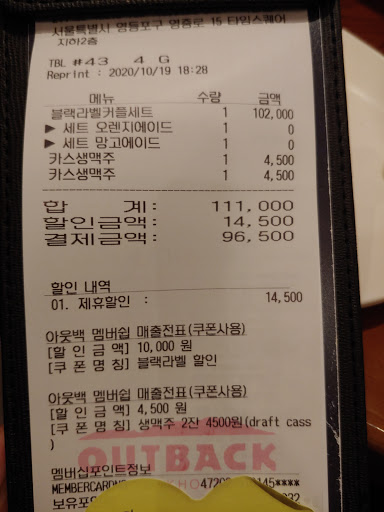 서울특별시 영등포구 영중로 15 타임스퀘어
지하2층
TBL #43 4 G
Reprint : 2020/10/19 18:28
메뉴 수량 금액
블랙라벨커플세트 1 102,000
▶ 세트 오렌지에이드 1 0
▶ 세트 망고에이드 1 0
카스생맥주 1 4,500
카스생맥주 1 4,500
합 계: 111,000
할인금액: 14,500
결제금액: 96,500
할인 내역
01. 제휴할인 : 14,500
아웃백 멤버쉽 매출전표(쿠폰사용)
[할 인 금 액] 10,000 원
[쿠 폰 명 칭] 블랙라벨 할인
아웃백 멤버쉽 매출전표(쿠폰사용)
[할 인 금 액] 4,500 원
[쿠 폰 명 칭] 생맥주 2잔 4500원(draft cass
)
OUTBACK
멤버십포인트정보
145****
보유포